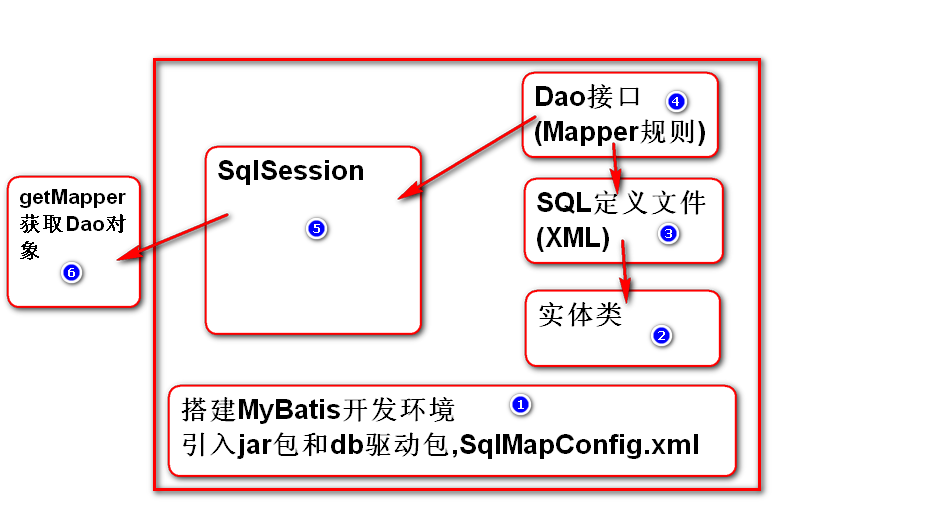 Dao接口 ④
(Mapper规则)
SqlSession
⑤
getMapper
获取Dao对
象
⑥
SQL定义文件
(XML) ③
实体类
②
搭建MyBatis开发环境 ①
引入jar包和db驱动包,SqlMapConfig.xml